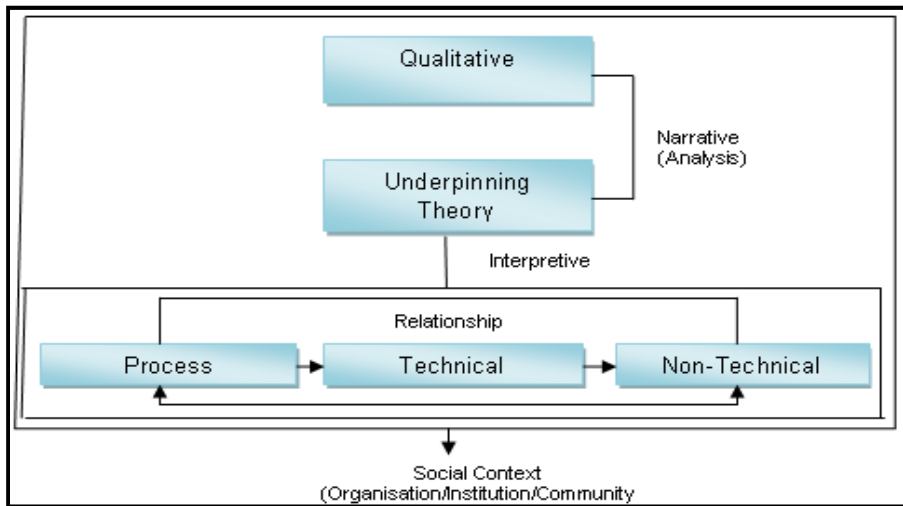 Qualitative
Narrative
(Analysis)
Underpinning
Theory
Interpretive
Relationship
Process
Technical
Non-Technical
Social Context
(Organisation/Institution/Community